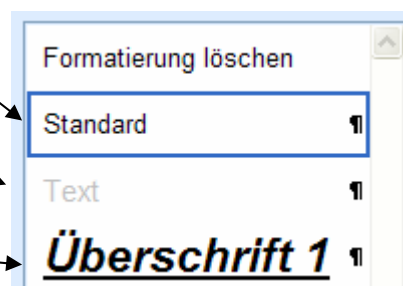 Formatierung löschen
Standard ¶
Text ¶
Überschrift 1 ¶